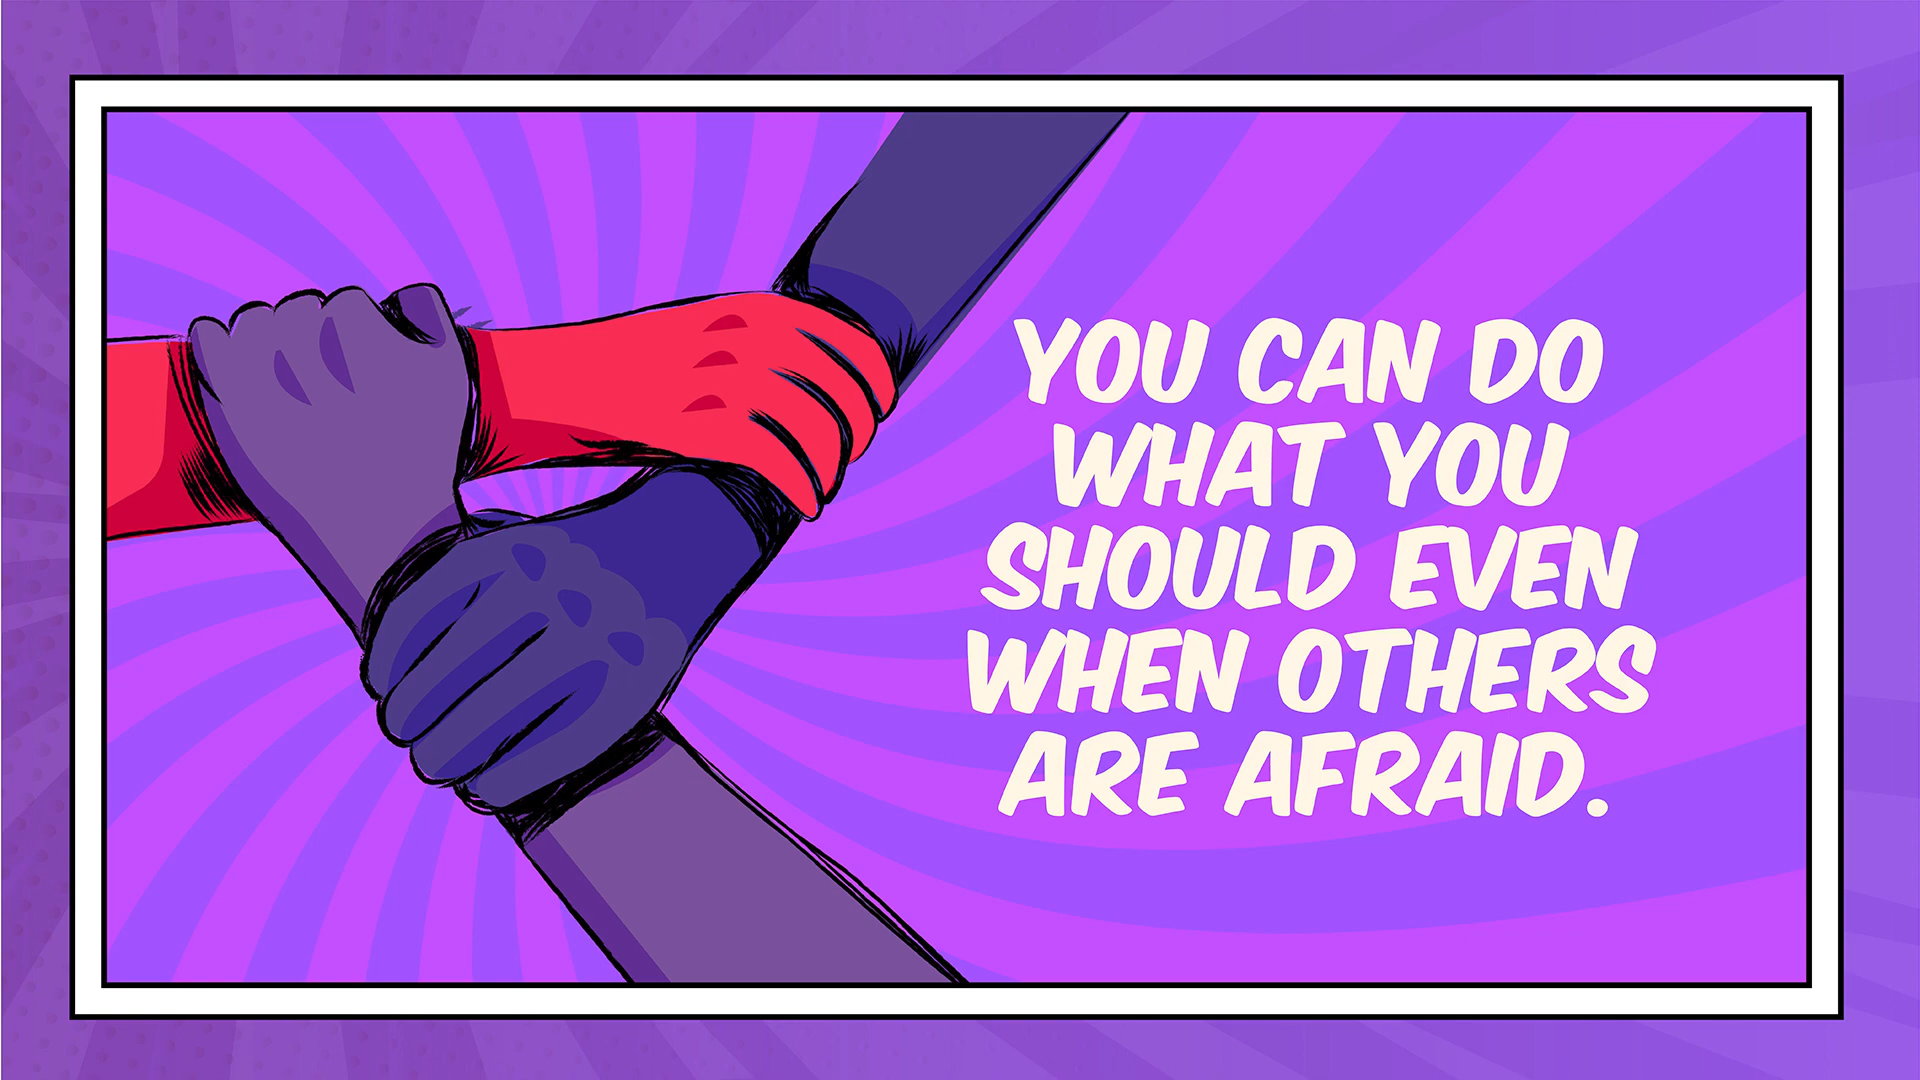 YOU CAN DO
WHAT YOU
SHOULD EVEN
WHEN OTHERS
ARE AFRAID.